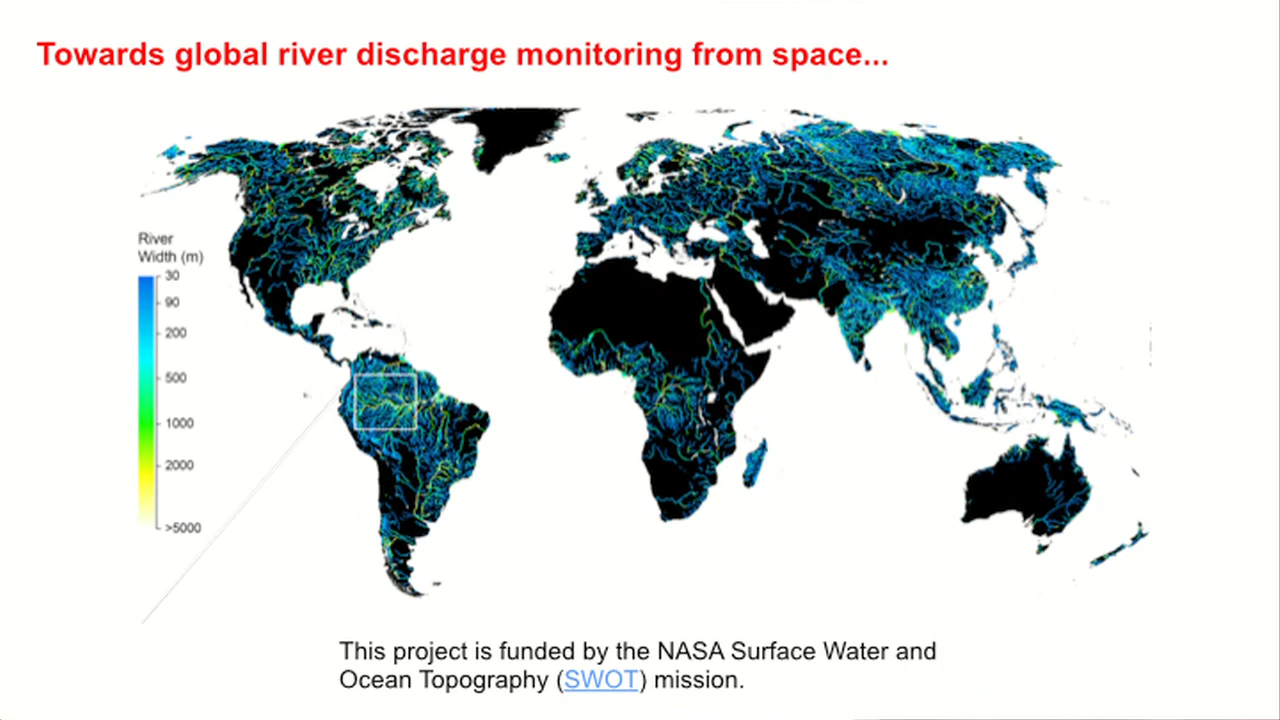 Towards global river discharge monitoring from space...
River
Width (m)
30
90
200
500
1000
2000
>5000
This project is funded by the NASA Surface Water and
Ocean Topography (SWOT) mission.